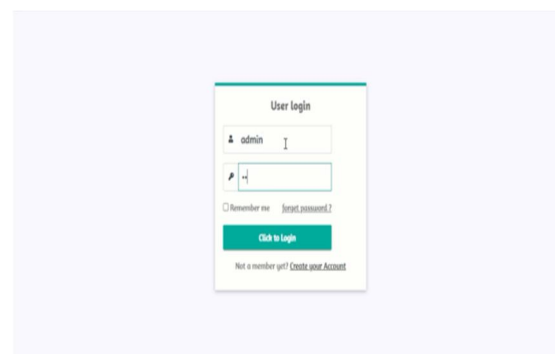 User login
admin
••
Remember me forget password ?
Click to Login
Not a member yet? Create your Account